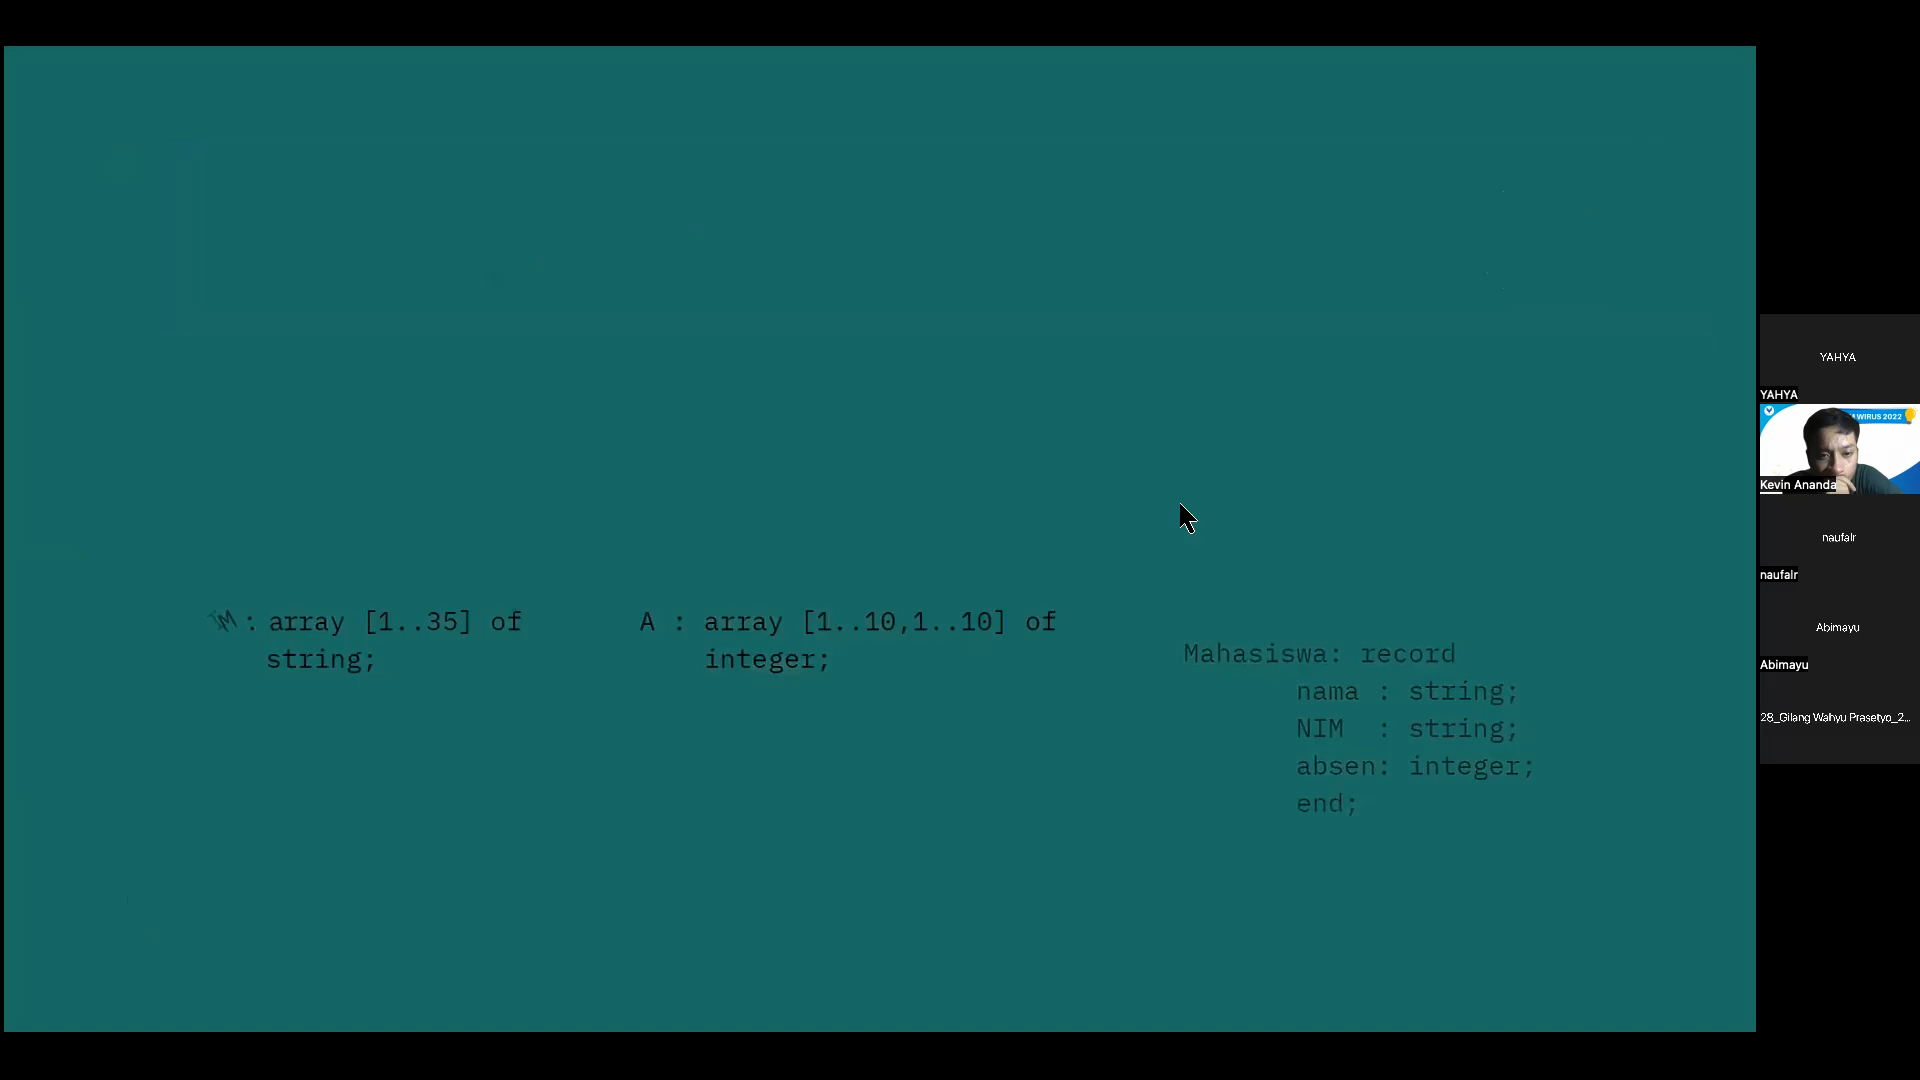 M : array [1..35] of
string;
A : array [1..10,1..10] of
integer;
Mahasiswa: record
nama : string;
NIM : string;
absen: integer;
end;
YAHYA
YAHYA
WIRUS 2022
Kevin Ananda
naufalr
naufalr
Abimayu
Abimayu
28_Gilang Wahyu Prasetyo_2...